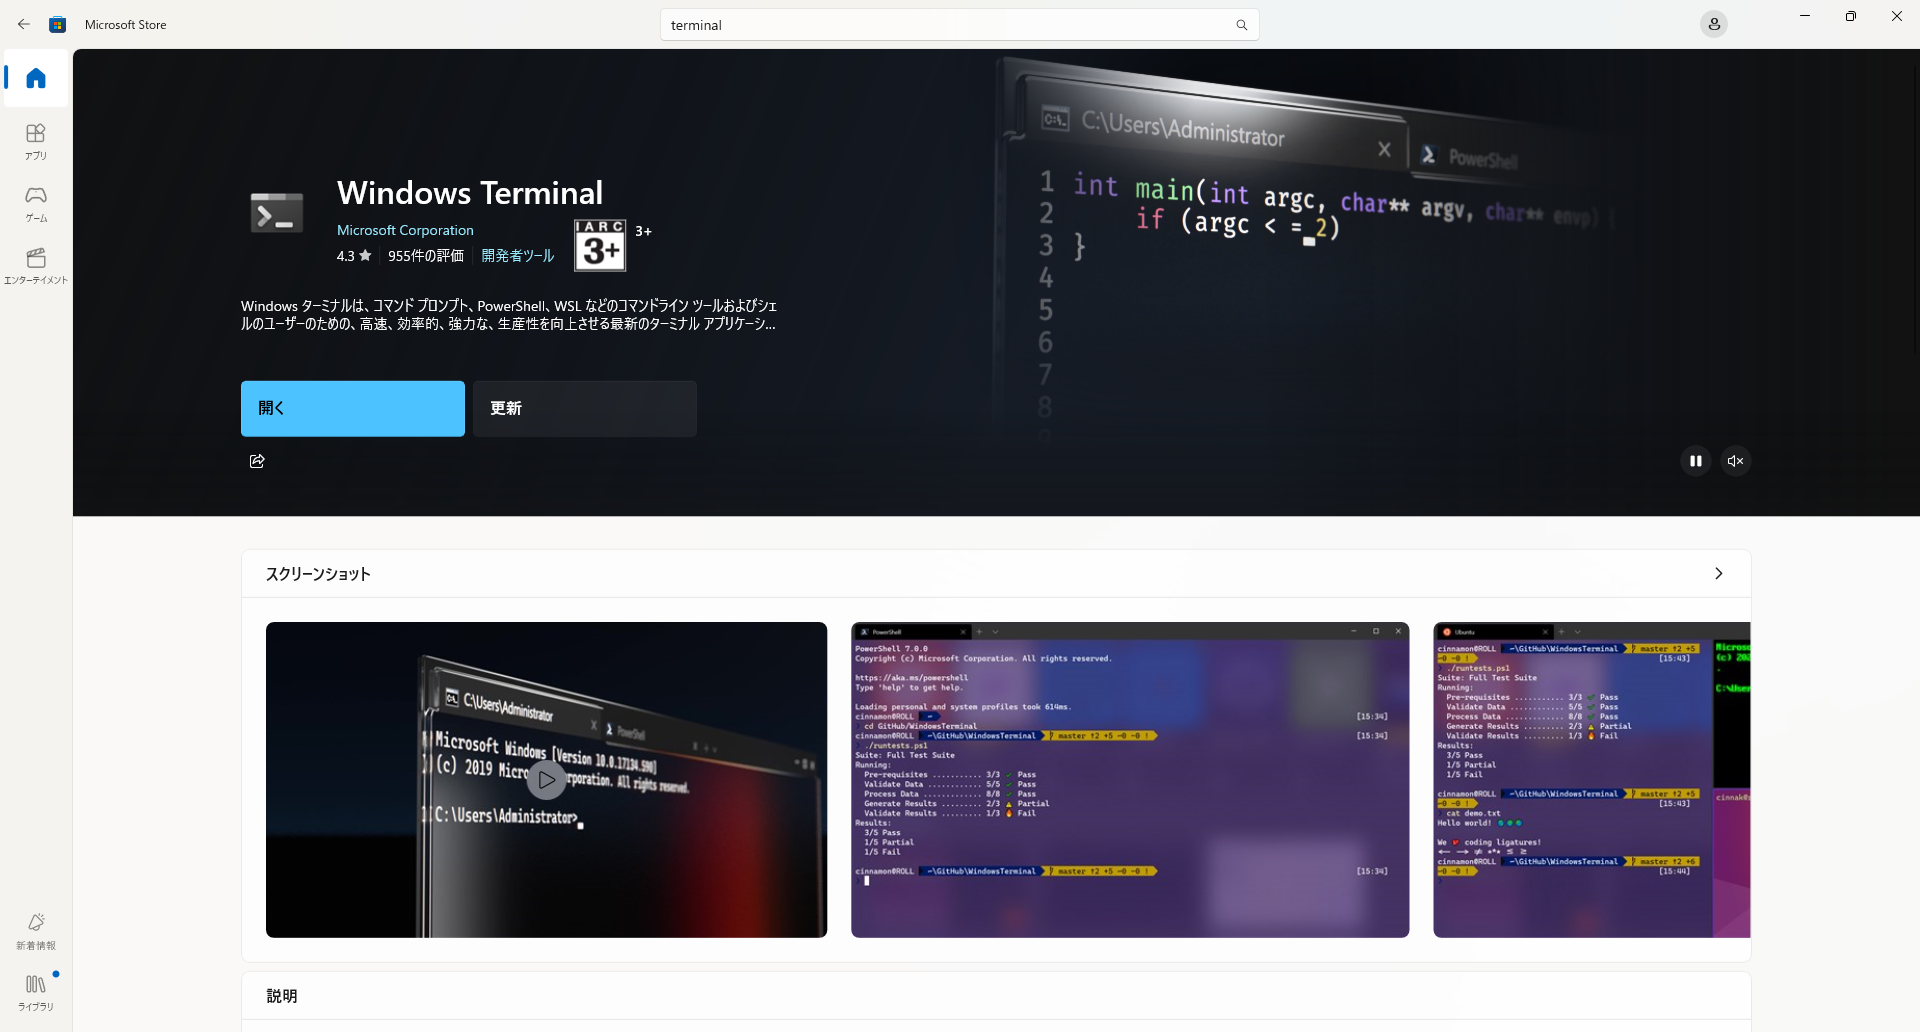 Microsoft Store
terminal
アプリ
ゲーム
エンターテイメント
新着情報
ライブラリ
Windows Terminal
Microsoft Corporation
4.3 ★ 955件の評価 開発者ツール
IARC
3+
3+
Windows ターミナルは、コマンド プロンプト、PowerShell、WSL などのコマンドライン ツールおよびシェ
ルのユーザーのための、高速、効率的、強力な、生産性を向上させる最新のターミナル アプリケーシ...
開く
更新
C:\Users\Administrator
PowerShell
1 int main(int argc, char** argv, char** envp) {
2 if (argc < = 2)
3 }
4
5
6
7
8
9
スクリーンショット
C:\Users\Administrator
PowerShell
Microsoft Windows [Version 10.0.17134.590]
(c) 2019 Micr rporation. All rights reserved.
C:\Users\Administrator>
PowerShell
PowerShell 7.0.0
Copyright (c) Microsoft Corporation. All rights reserved.
https://aka.ms/powershell
Type 'help' to get help.
Loading personal and system profiles took 614ms.
cinnamon@ROLL ~ [15:34]
cd GitHub/WindowsTerminal
cinnamon@ROLL ~\GitHub\WindowsTerminal master ↑2 +5 ~0 -0 ! [15:34]
./runtests.ps1
Suite: Full Test Suite
Running:
Pre-requisites ........... 3/3 ✓ Pass
Validate Data ............ 5/5 ✓ Pass
Process Data ............. 8/8 ✓ Pass
Generate Results ......... 2/3 ⚠ Partial
Validate Results ......... 1/3 🔥 Fail
Results:
3/5 Pass
1/5 Partial
1/5 Fail
cinnamon@ROLL ~\GitHub\WindowsTerminal master ↑2 +5 ~0 -0 ! [15:34]
Ubuntu
cinnamon@ROLL ~\GitHub\WindowsTerminal master ↑2 +5
~0 -0 ! [15:43]
./runtests.ps1
Suite: Full Test Suite
Running:
Pre-requisites ........... 3/3 ✓ Pass
Validate Data ............ 5/5 ✓ Pass
Process Data ............. 8/8 ✓ Pass
Generate Results ......... 2/3 ⚠ Partial
Validate Results ......... 1/3 🔥 Fail
Results:
3/5 Pass
1/5 Partial
1/5 Fail
cinnamon@ROLL ~\GitHub\WindowsTerminal master ↑2 +5
~0 -0 ! [15:43]
cat demo.txt
Hello world!
We ❤ coding ligatures!
⟵ ⟶ ≠ *** ≤ ≥
cinnamon@ROLL ~\GitHub\WindowsTerminal master ↑2 +6
~0 -0 ! [15:44]
Microso
(c) 202
C:\User
cinnak@
説明